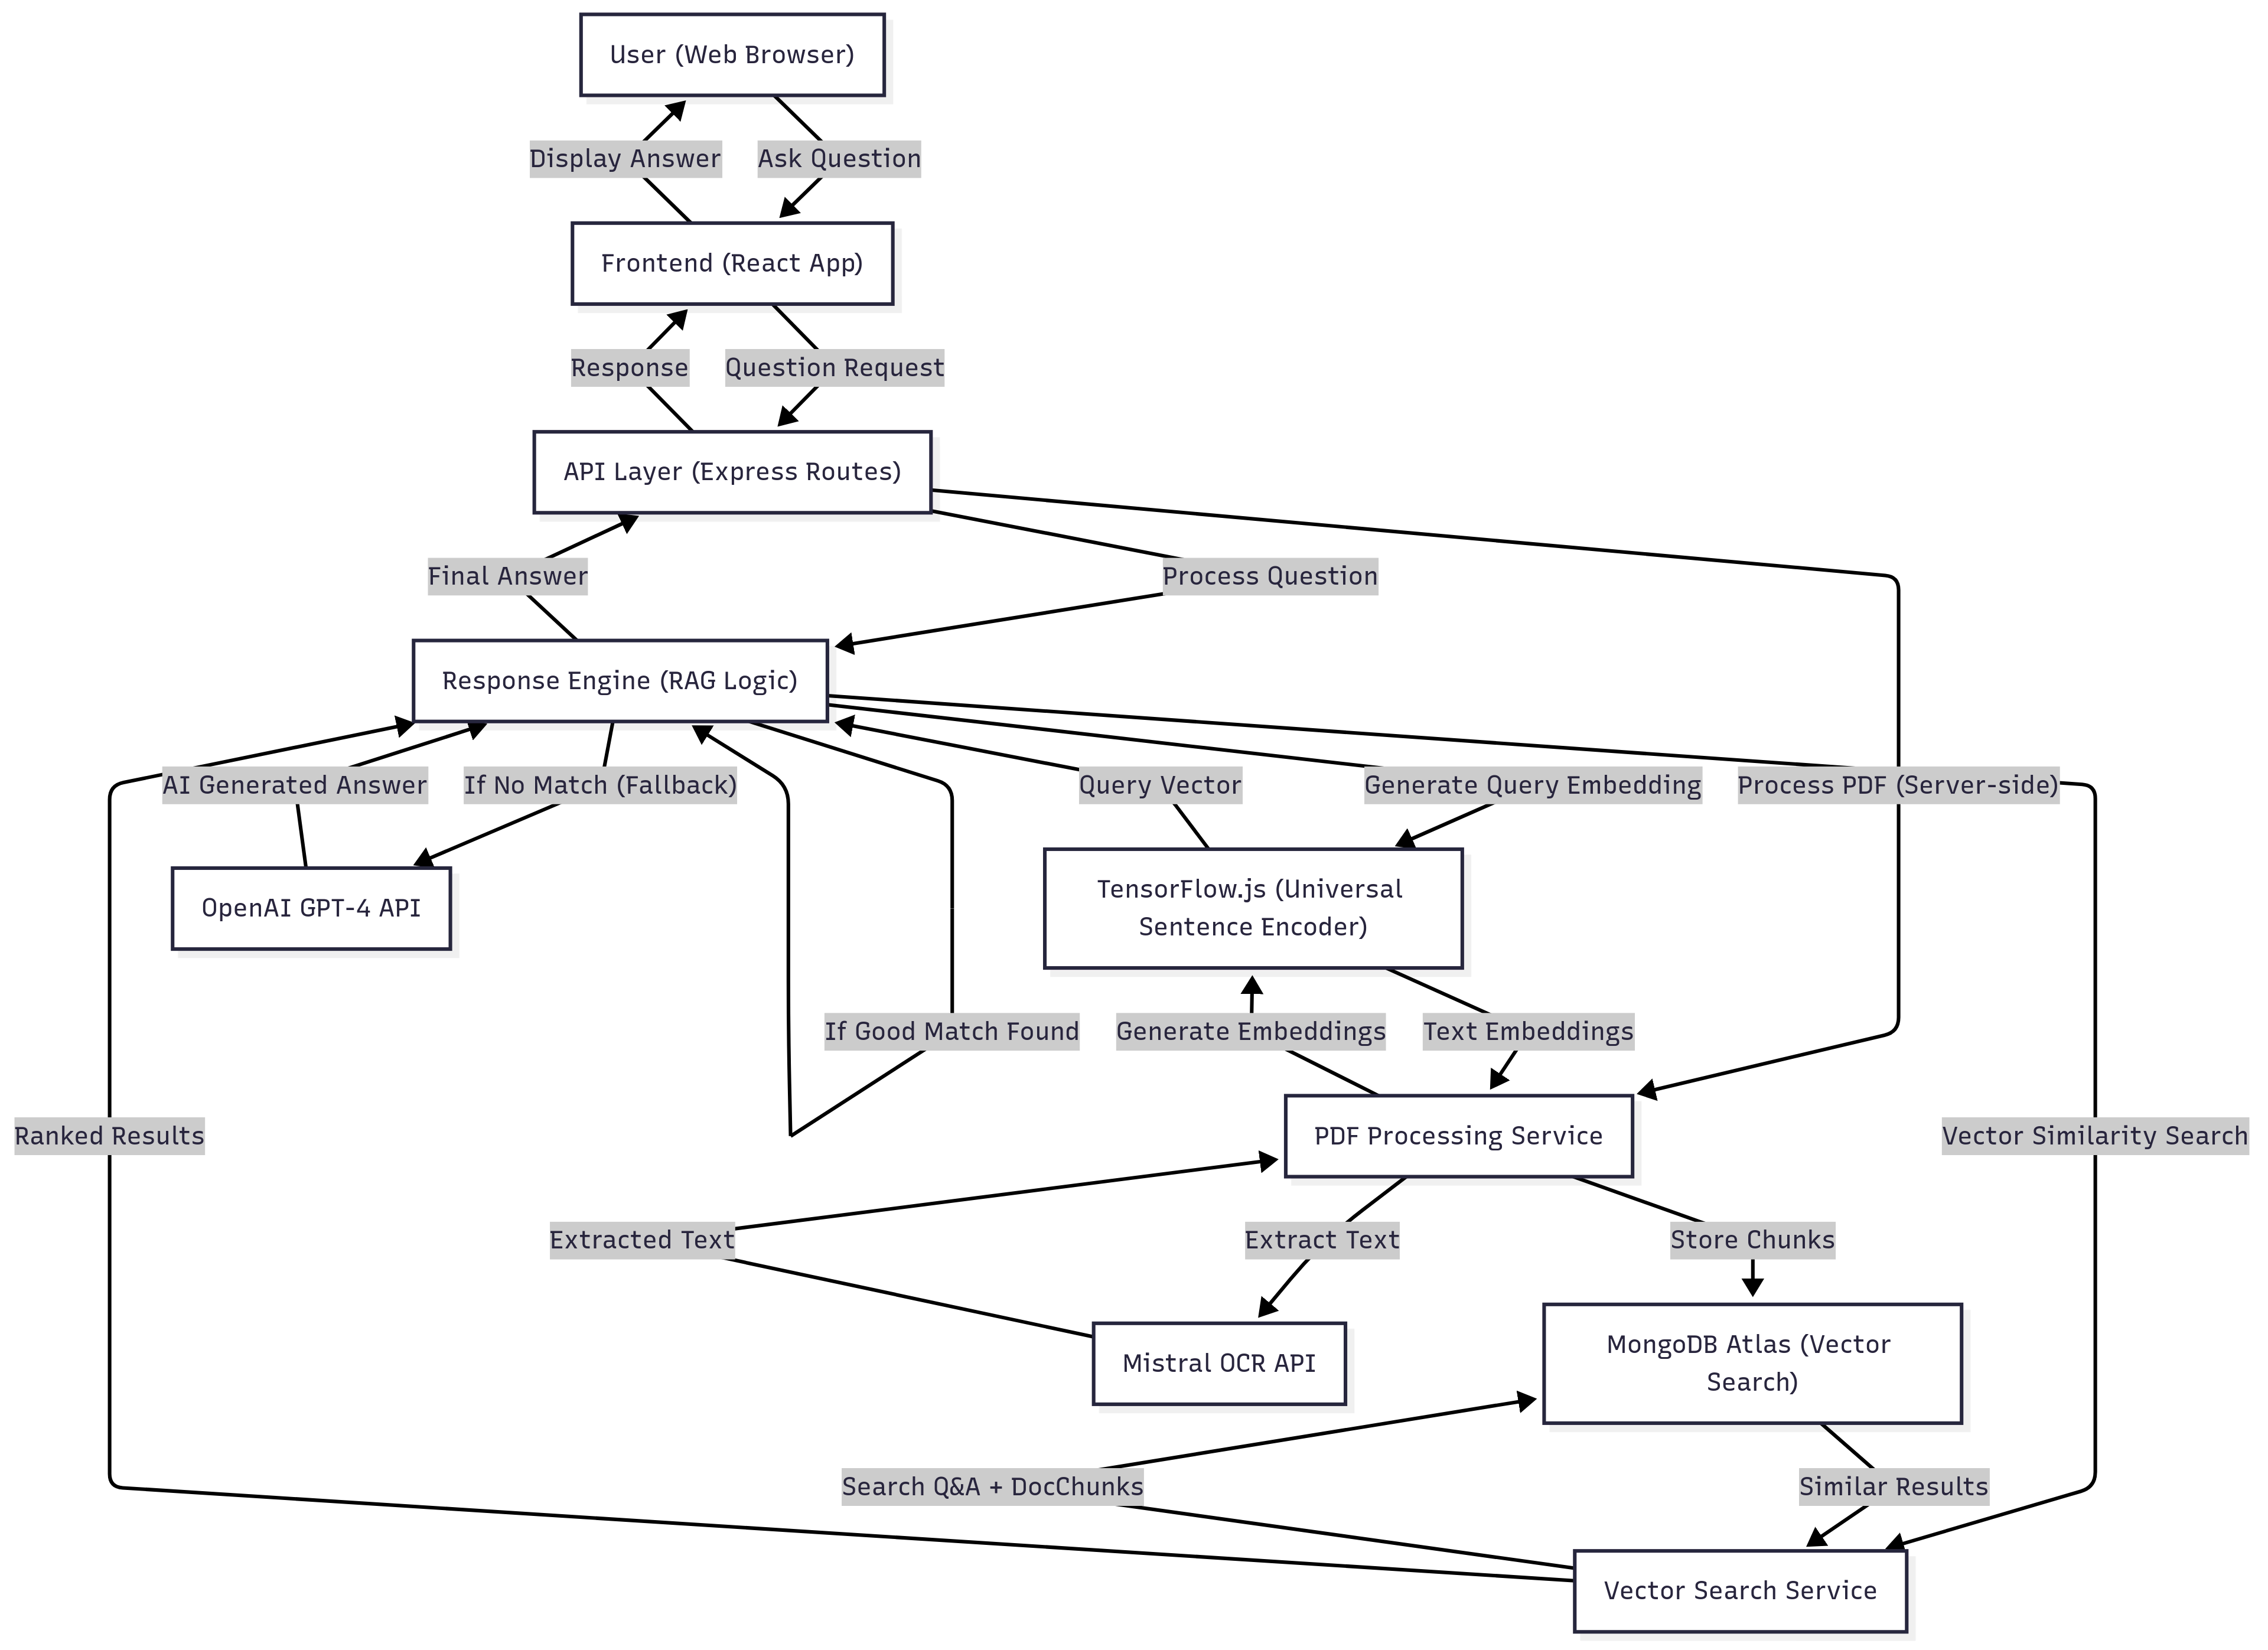 User (Web Browser)
Display Answer
Ask Question
Frontend (React App)
Response
Question Request
API Layer (Express Routes)
Final Answer
Process Question
Response Engine (RAG Logic)
AI Generated Answer
If No Match (Fallback)
Query Vector
Generate Query Embedding
Process PDF (Server-side)
OpenAI GPT-4 API
TensorFlow.js (Universal
Sentence Encoder)
If Good Match Found
Generate Embeddings
Text Embeddings
Ranked Results
PDF Processing Service
Vector Similarity Search
Extracted Text
Extract Text
Store Chunks
Mistral OCR API
MongoDB Atlas (Vector
Search)
Search Q&A + DocChunks
Similar Results
Vector Search Service